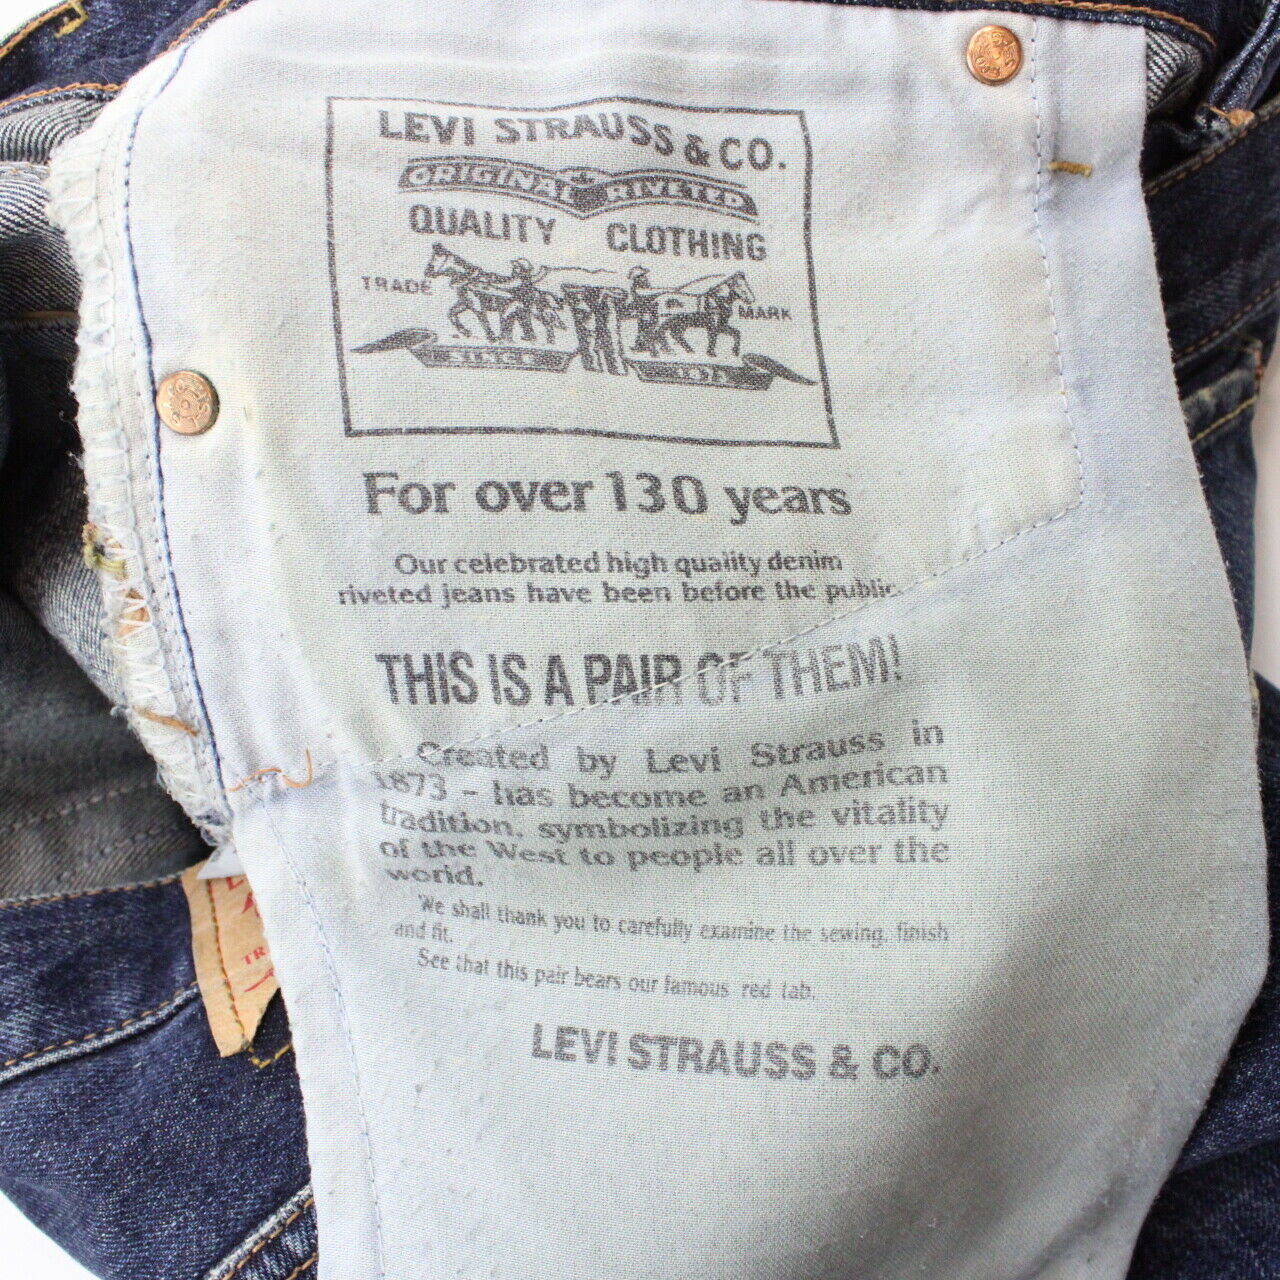 LEVI STRAUSS & CO.
ORIGINAL RIVETED
QUALITY CLOTHING
TRADE MARK
SINCE
For over 130 years
Our celebrated high quality denim
riveted jeans have been before the public
THIS IS A PAIR OF THEM!
Created by Levi Strauss in
1873 - has become an American
tradition, symbolizing the vitality
of the West to people all over the
world.
We shall thank you to carefully examine the sewing, finish
and fit.
See that this pair bears our famous red tab.
LEVI STRAUSS & CO.